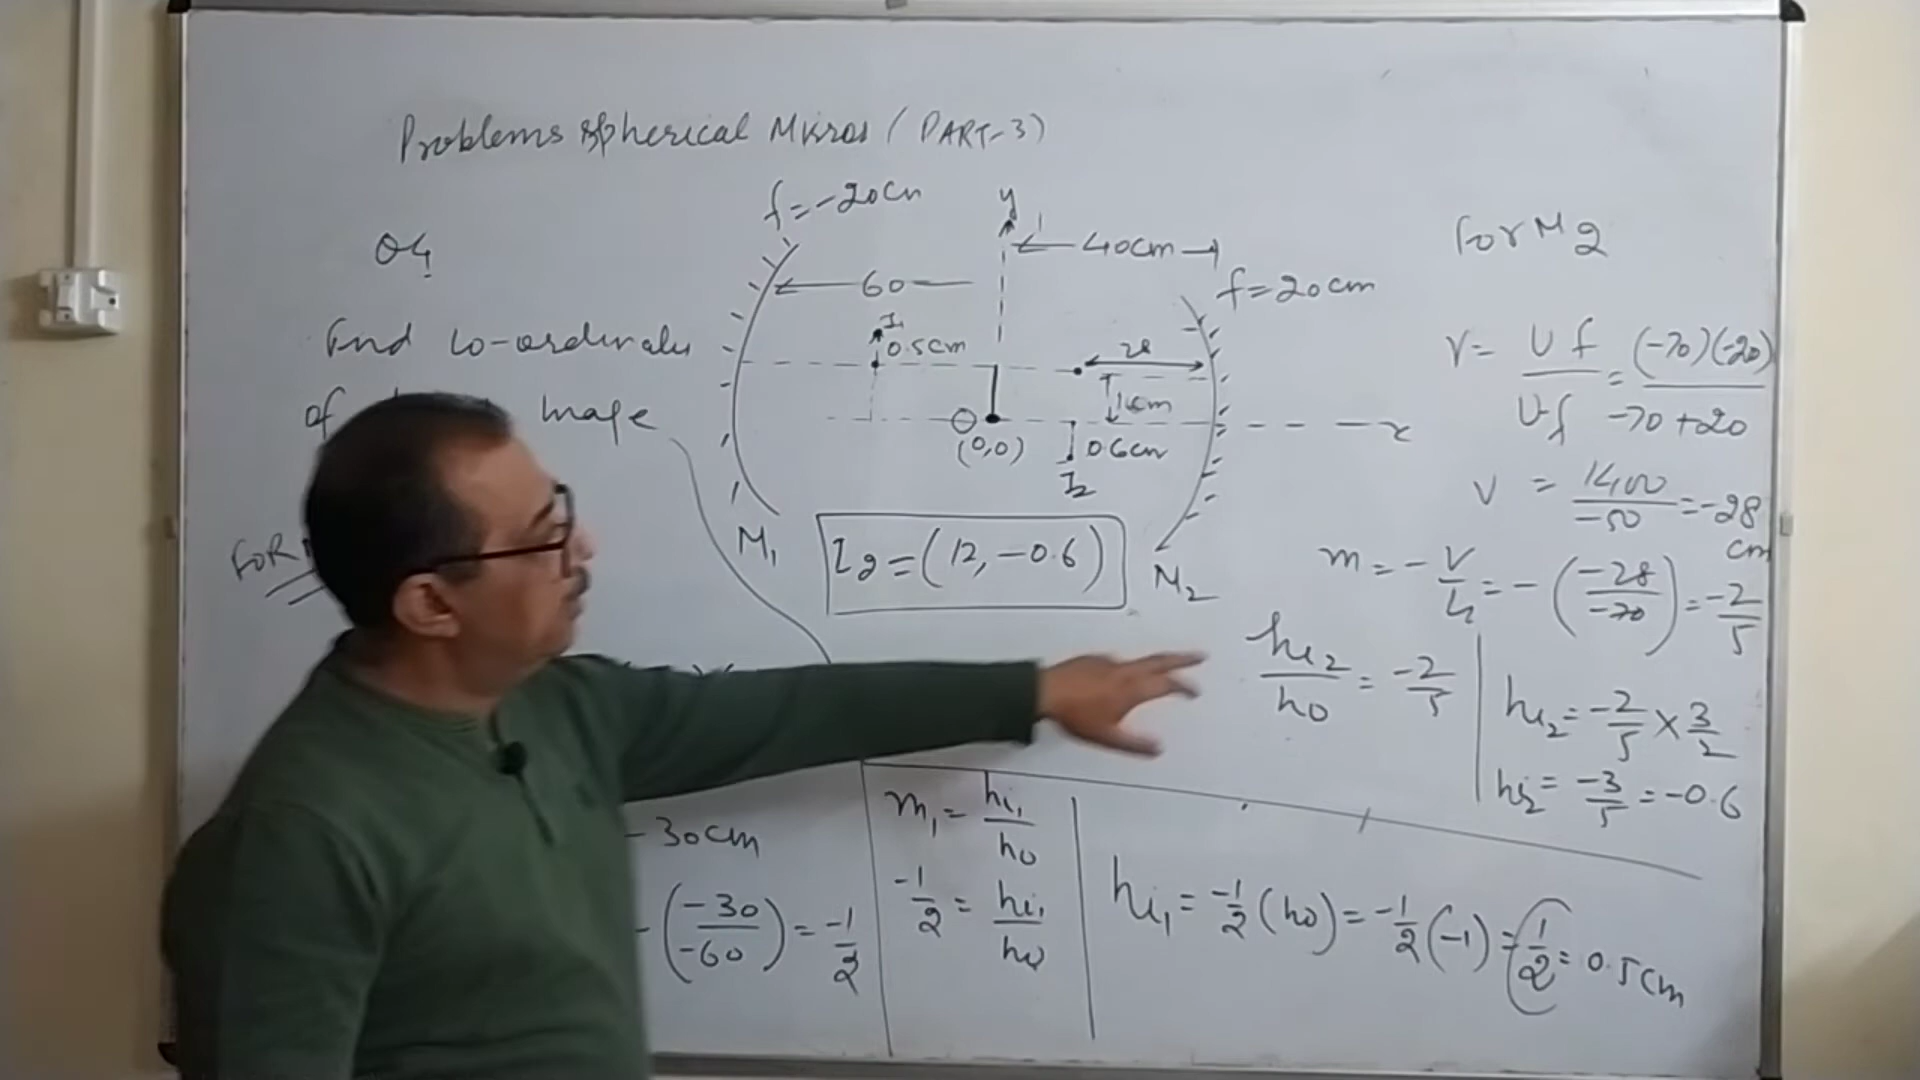 Problems Spherical Mirros (PART-3)
Q4
Find co-ordinates
of Image
FOR
f=-20cm
y
40cm
60
f=20cm
I1
0.5cm
28
1cm
O
(0,0)
0.6cm
I2
x
M1
I2=(12,-0.6)
M2
For M2
V= Uf/U-f = (-70)(-20)/-70+20
V = 1400/-50 =-28 cm
m=-V/u=-(-28/-70)=-2/5
hi2/ho=-2/5
hi2=-2/5×3/2
hi2=-3/5=-0.6
-30cm
-(-30/-60)=-1/2
m1=hi1/ho
-1/2=hi1/ho
hi1=-1/2(ho)=-1/2(-1)=1/2=0.5cm